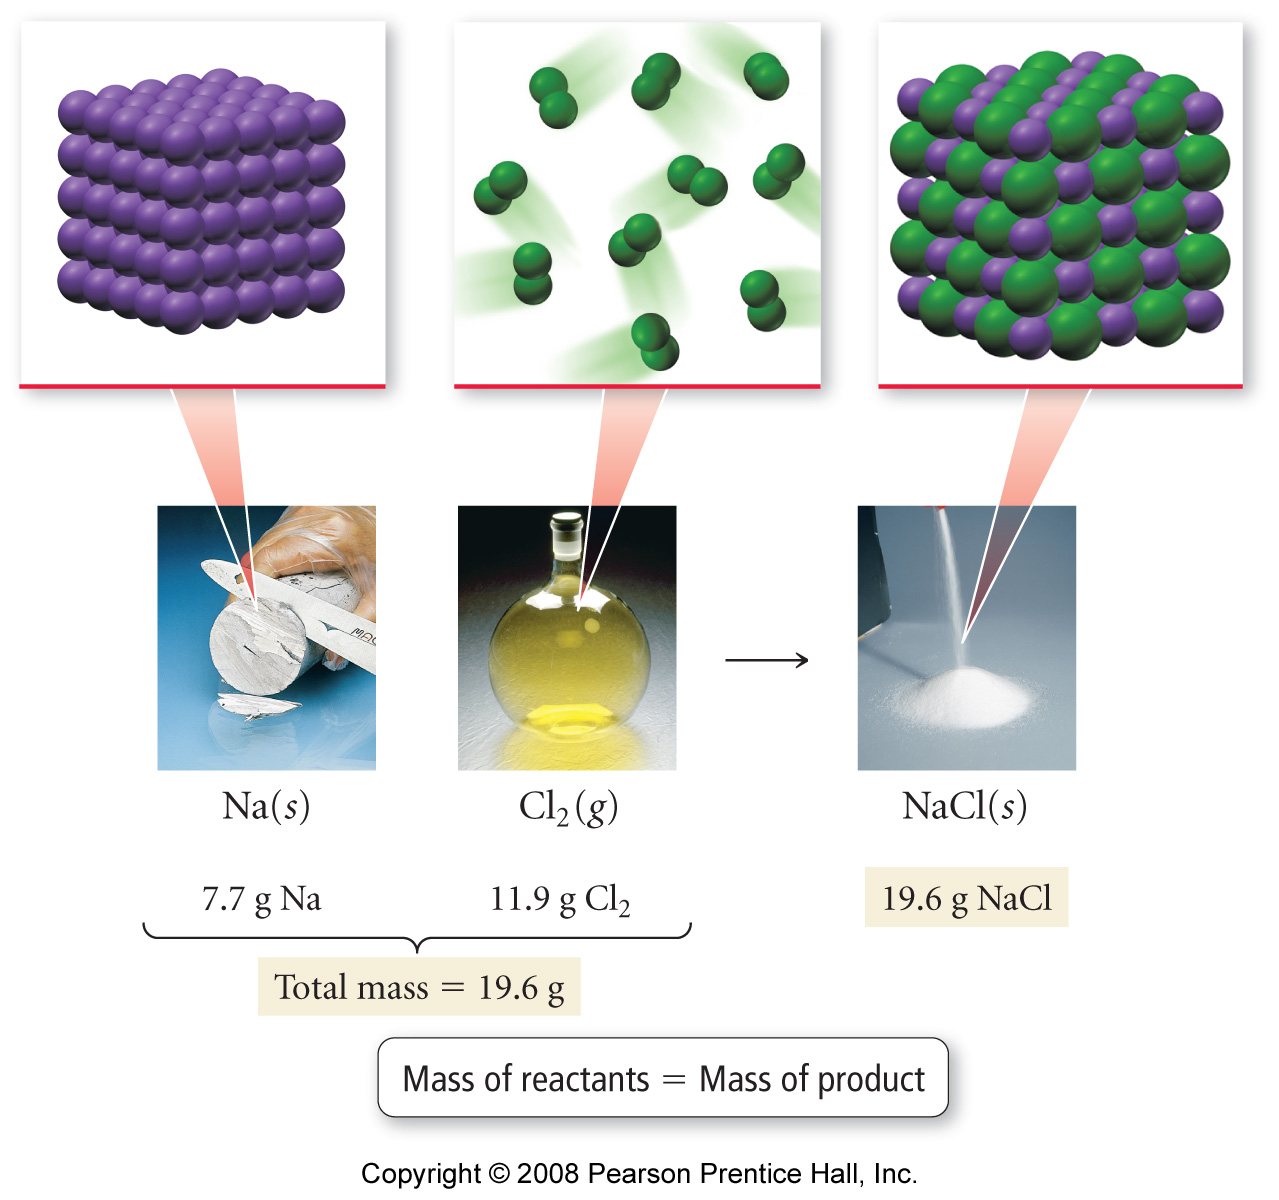 Na(s)
Cl₂(g)
NaCl(s)
7.7 g Na
11.9 g Cl₂
19.6 g NaCl
Total mass = 19.6 g
Mass of reactants = Mass of product
Copyright © 2008 Pearson Prentice Hall, Inc.